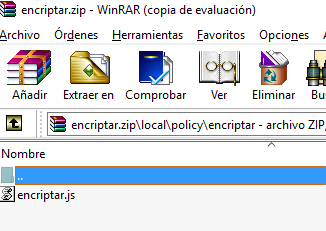 encriptar.zip - WinRAR (copia de evaluación)
Archivo Órdenes Herramientas Favoritos Opciones
Añadir Extraer en Comprobar Ver Eliminar
encriptar.zip\local\policy\encriptar - archivo ZIP,
Nombre
..
encriptar.js